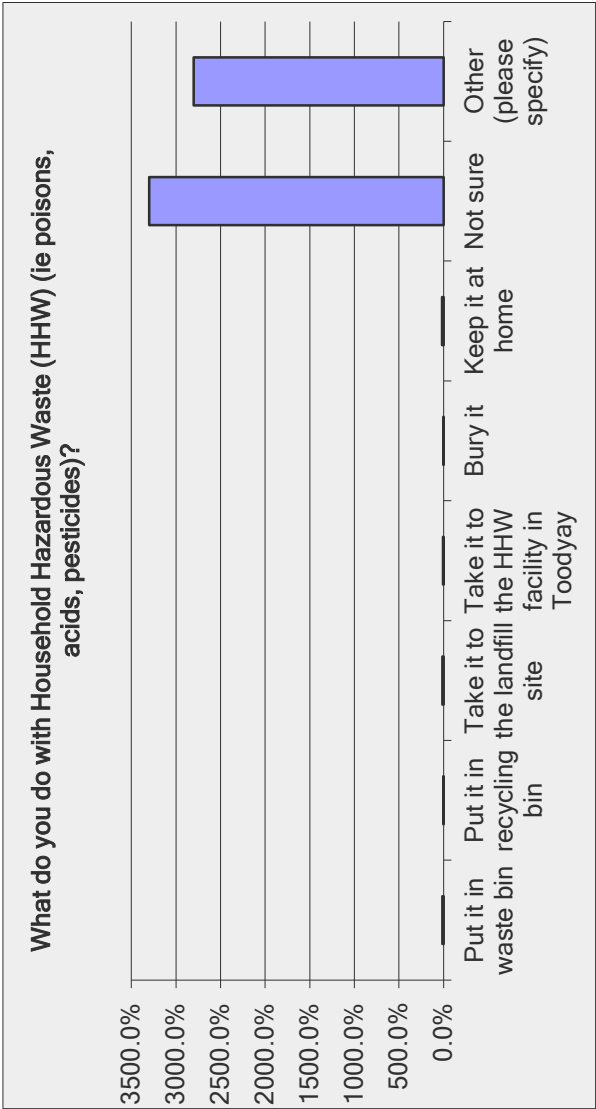 What do you do with Household Hazardous Waste (HHW) (ie poisons,
acids, pesticides)?
3500.0%
3000.0%
2500.0%
2000.0%
1500.0%
1000.0%
500.0%
0.0%
Put it in
waste bin
Put it in
recycling
bin
Take it to
the landfill
site
Take it to
the HHW
facility in
Toodyay
Bury it
Keep it at
home
Not sure
Other
(please
specify)